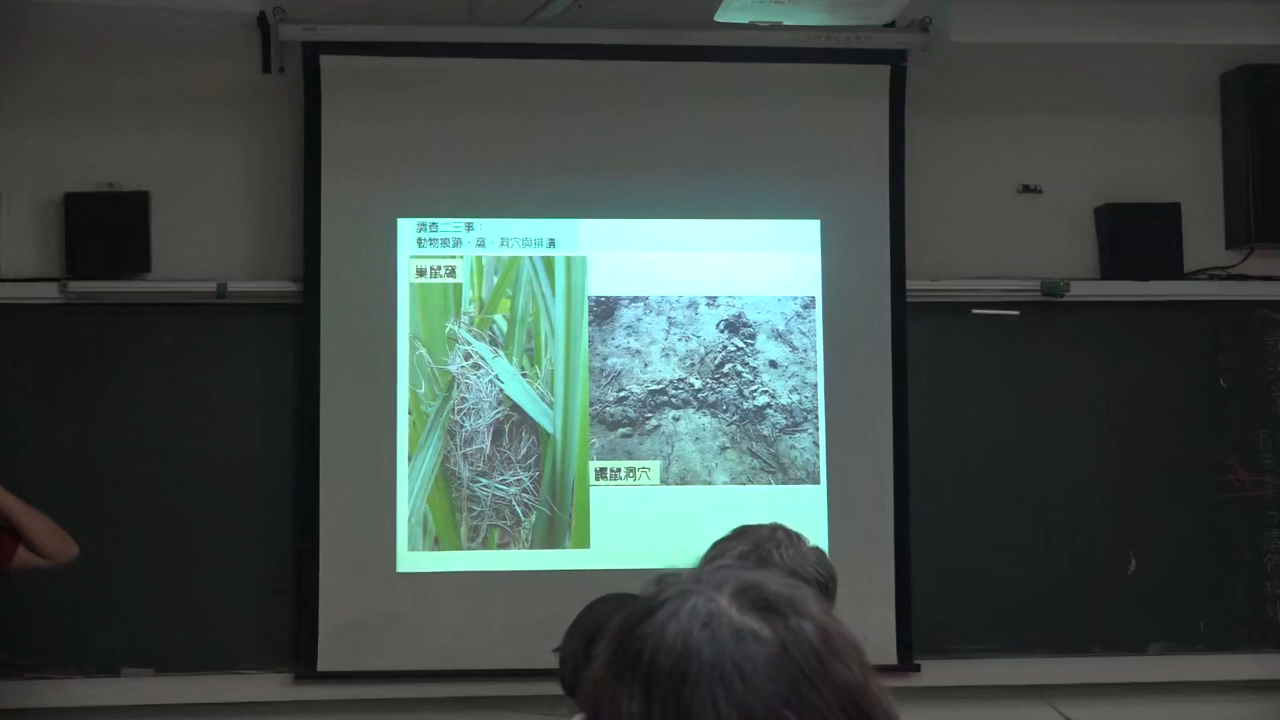 調查二三事：
動物痕跡、窩、洞穴與排遺
巢鼠窩
鼴鼠洞穴